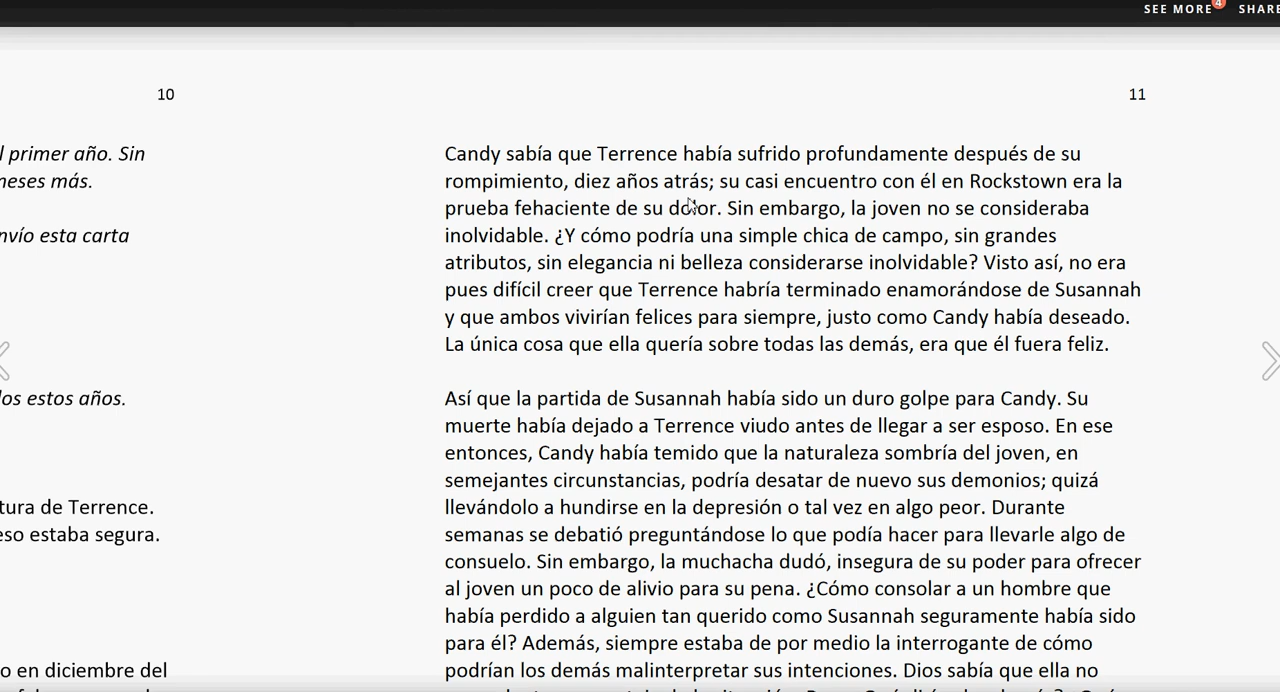 SEE MORE 4 SHARE
10
l primer año. Sin
meses más.
nvío esta carta
los estos años.
tura de Terrence.
eso estaba segura.
o en diciembre del
11
Candy sabía que Terrence había sufrido profundamente después de su
rompimiento, diez años atrás; su casi encuentro con él en Rockstown era la
prueba fehaciente de su dolor. Sin embargo, la joven no se consideraba
inolvidable. ¿Y cómo podría una simple chica de campo, sin grandes
atributos, sin elegancia ni belleza considerarse inolvidable? Visto así, no era
pues difícil creer que Terrence habría terminado enamorándose de Susannah
y que ambos vivirían felices para siempre, justo como Candy había deseado.
La única cosa que ella quería sobre todas las demás, era que él fuera feliz.
Así que la partida de Susannah había sido un duro golpe para Candy. Su
muerte había dejado a Terrence viudo antes de llegar a ser esposo. En ese
entonces, Candy había temido que la naturaleza sombría del joven, en
semejantes circunstancias, podría desatar de nuevo sus demonios; quizá
llevándolo a hundirse en la depresión o tal vez en algo peor. Durante
semanas se debatió preguntándose lo que podía hacer para llevarle algo de
consuelo. Sin embargo, la muchacha dudó, insegura de su poder para ofrecer
al joven un poco de alivio para su pena. ¿Cómo consolar a un hombre que
había perdido a alguien tan querido como Susannah seguramente había sido
para él? Además, siempre estaba de por medio la interrogante de cómo
podrían los demás malinterpretar sus intenciones. Dios sabía que ella no